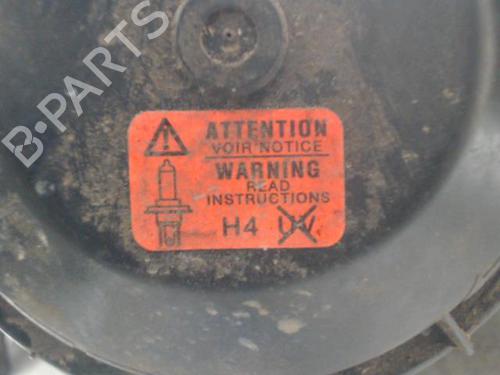 B-PARTS
ATTENTION
VOIR NOTICE
WARNING
READ
INSTRUCTIONS
H4 U-V